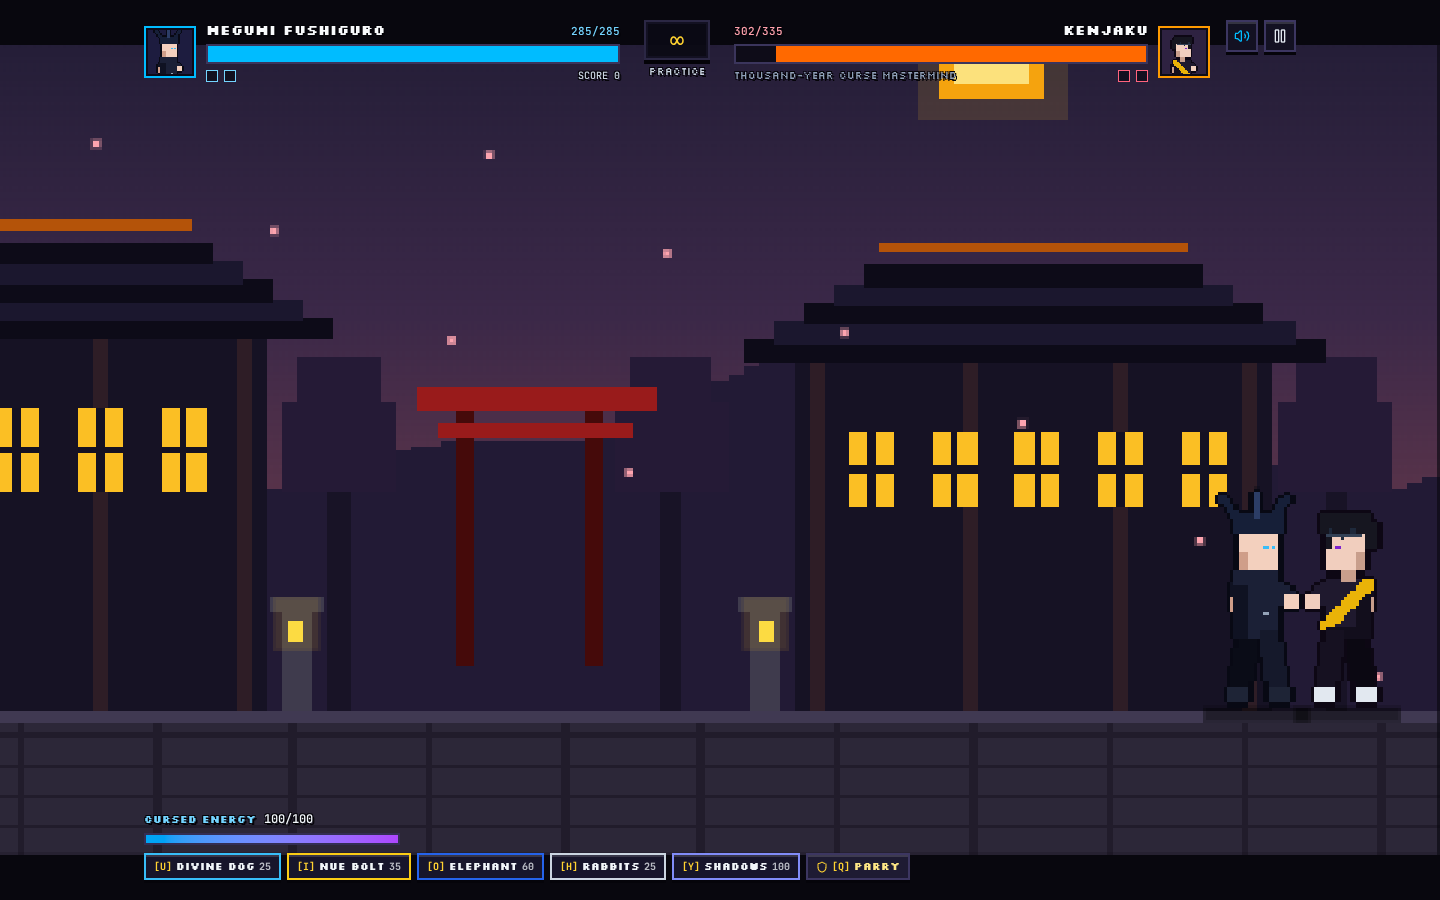 MEGUMI FUSHIGURO 285/285
SCORE 0
∞
PRACTICE
302/335 KENJAKU
THOUSAND-YEAR CURSE MASTERMIND
CURSED ENERGY 100/100
[U] DIVINE DOG 25
[I] NUE BOLT 35
[O] ELEPHANT 60
[H] RABBITS 25
[Y] SHADOWS 100
[Q] PARRY